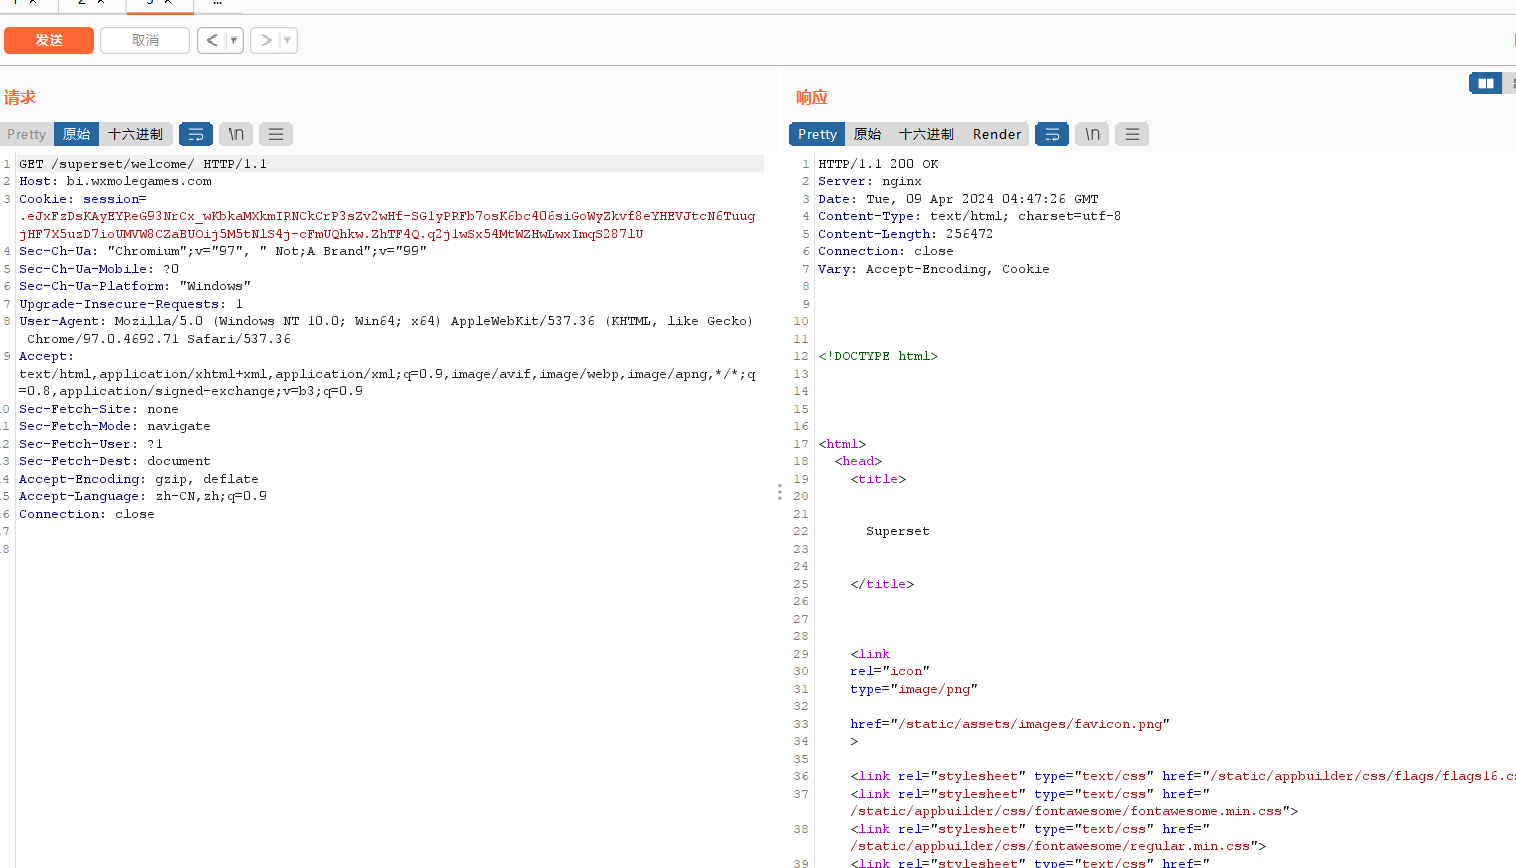 发送
取消
请求
响应
Pretty
原始
十六进制
\n
Pretty
原始
十六进制
Render
\n
1 GET /superset/welcome/ HTTP/1.1
2 Host: bi.wxmolegames.com
3 Cookie: session=
.eJxFzDsKAyEYReG93NrCx_wKbkaMXkmIRNCkCrP3sZv2wHf-SG1yPRFb7osK6bc406siGoWyZkvf8eYHEVJtcN6Tuug
jHF7X5uzD7ioUMVW8CZaBUOij5M5tNlS4j-cFmUQhkw.ZhTF4Q.q2j1wSx54MtWZHwLwxImqS287lU
4 Sec-Ch-Ua: "Chromium";v="97", " Not;A Brand";v="99"
5 Sec-Ch-Ua-Mobile: ?0
6 Sec-Ch-Ua-Platform: "Windows"
7 Upgrade-Insecure-Requests: 1
8 User-Agent: Mozilla/5.0 (Windows NT 10.0; Win64; x64) AppleWebKit/537.36 (KHTML, like Gecko)
Chrome/97.0.4692.71 Safari/537.36
9 Accept:
text/html,application/xhtml+xml,application/xml;q=0.9,image/avif,image/webp,image/apng,*/*;q
=0.8,application/signed-exchange;v=b3;q=0.9
0 Sec-Fetch-Site: none
1 Sec-Fetch-Mode: navigate
2 Sec-Fetch-User: ?1
3 Sec-Fetch-Dest: document
4 Accept-Encoding: gzip, deflate
5 Accept-Language: zh-CN,zh;q=0.9
6 Connection: close
7
8
1 HTTP/1.1 200 OK
2 Server: nginx
3 Date: Tue, 09 Apr 2024 04:47:26 GMT
4 Content-Type: text/html; charset=utf-8
5 Content-Length: 256472
6 Connection: close
7 Vary: Accept-Encoding, Cookie
8
9
10
11
12 <!DOCTYPE html>
13
14
15
16
17 <html>
18 <head>
19 <title>
20
21
22 Superset
23
24
25 </title>
26
27
28
29 <link
30 rel="icon"
31 type="image/png"
32
33 href="/static/assets/images/favicon.png"
34 >
35
36 <link rel="stylesheet" type="text/css" href="/static/appbuilder/css/flags/flags16.cs
37 <link rel="stylesheet" type="text/css" href="
/static/appbuilder/css/fontawesome/fontawesome.min.css">
38 <link rel="stylesheet" type="text/css" href="
/static/appbuilder/css/fontawesome/regular.min.css">
39 <link rel="stylesheet" type="text/css" href="